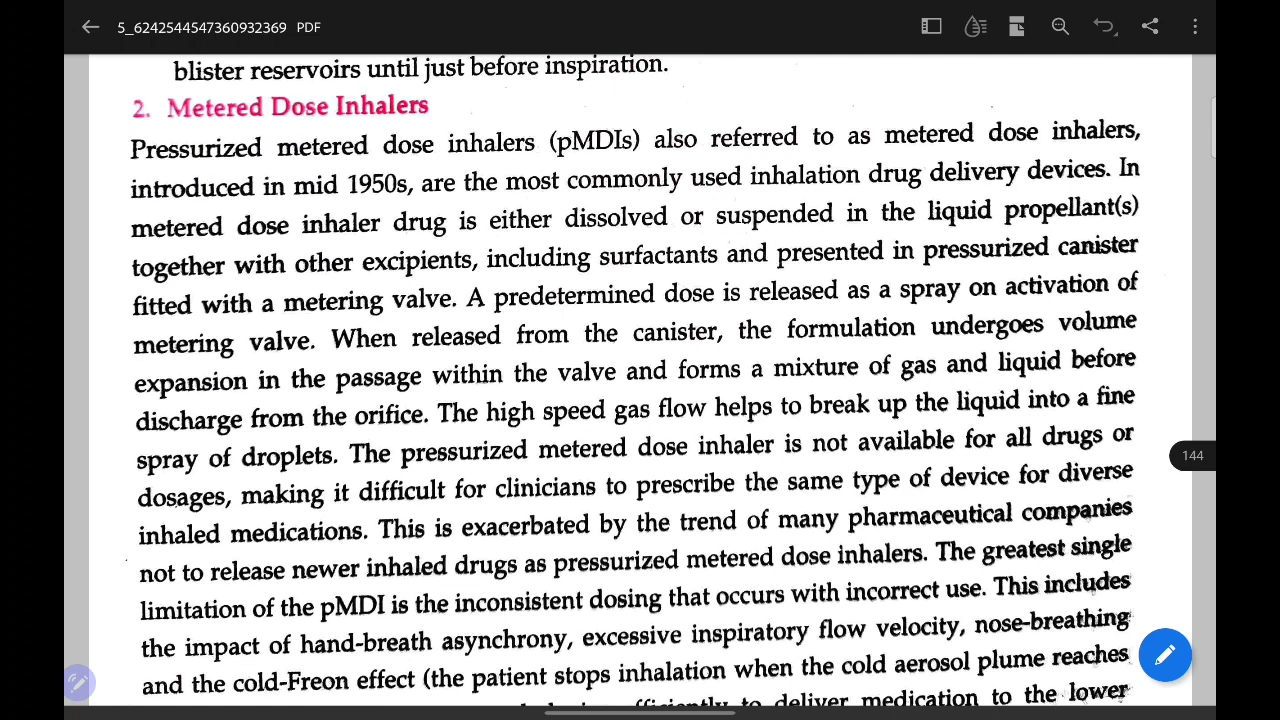 5_6242544547360932369 PDF
blister reservoirs until just before inspiration.
2. Metered Dose Inhalers
Pressurized metered dose inhalers (pMDIs) also referred to as metered dose inhalers,
introduced in mid 1950s, are the most commonly used inhalation drug delivery devices. In
metered dose inhaler drug is either dissolved or suspended in the liquid propellant(s)
together with other excipients, including surfactants and presented in pressurized canister
fitted with a metering valve. A predetermined dose is released as a spray on activation of
metering valve. When released from the canister, the formulation undergoes volume
expansion in the passage within the valve and forms a mixture of gas and liquid before
discharge from the orifice. The high speed gas flow helps to break up the liquid into a fine
spray of droplets. The pressurized metered dose inhaler is not available for all drugs or
dosages, making it difficult for clinicians to prescribe the same type of device for diverse
inhaled medications. This is exacerbated by the trend of many pharmaceutical companies
not to release newer inhaled drugs as pressurized metered dose inhalers. The greatest single
limitation of the pMDI is the inconsistent dosing that occurs with incorrect use. This includes
the impact of hand-breath asynchrony, excessive inspiratory flow velocity, nose-breathing
and the cold-Freon effect (the patient stops inhalation when the cold aerosol plume reaches
efficiently to deliver medication to the lower
144